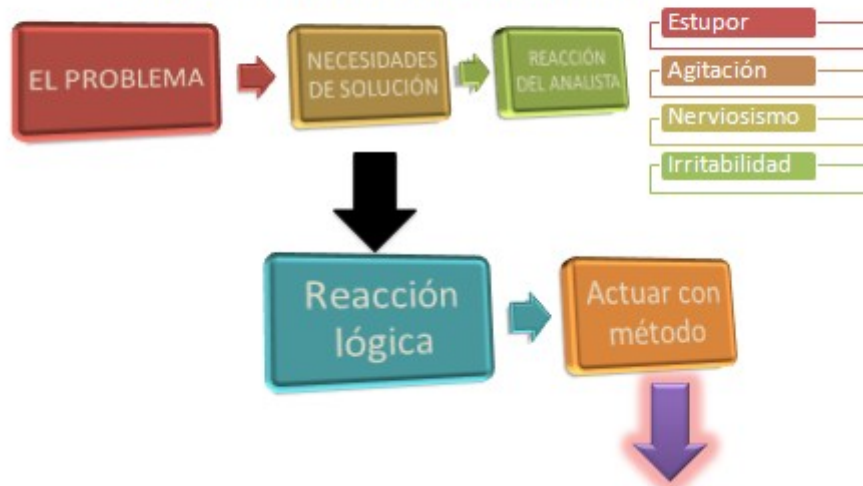 EL PROBLEMA
NECESIDADES
DE SOLUCIÓN
REACCIÓN
DEL ANALISTA
Estupor
Agitación
Nerviosismo
Irritabilidad
Reacción
lógica
Actuar con
método